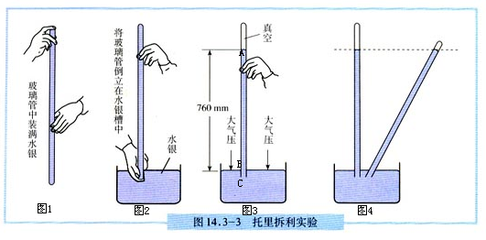 玻璃管中装满水银
图1
将玻璃管倒立在水银槽中
水银
图2
真空
A
760 mm
大气压
大气压
B
C
图3
图4
图14.3-3 托里拆利实验